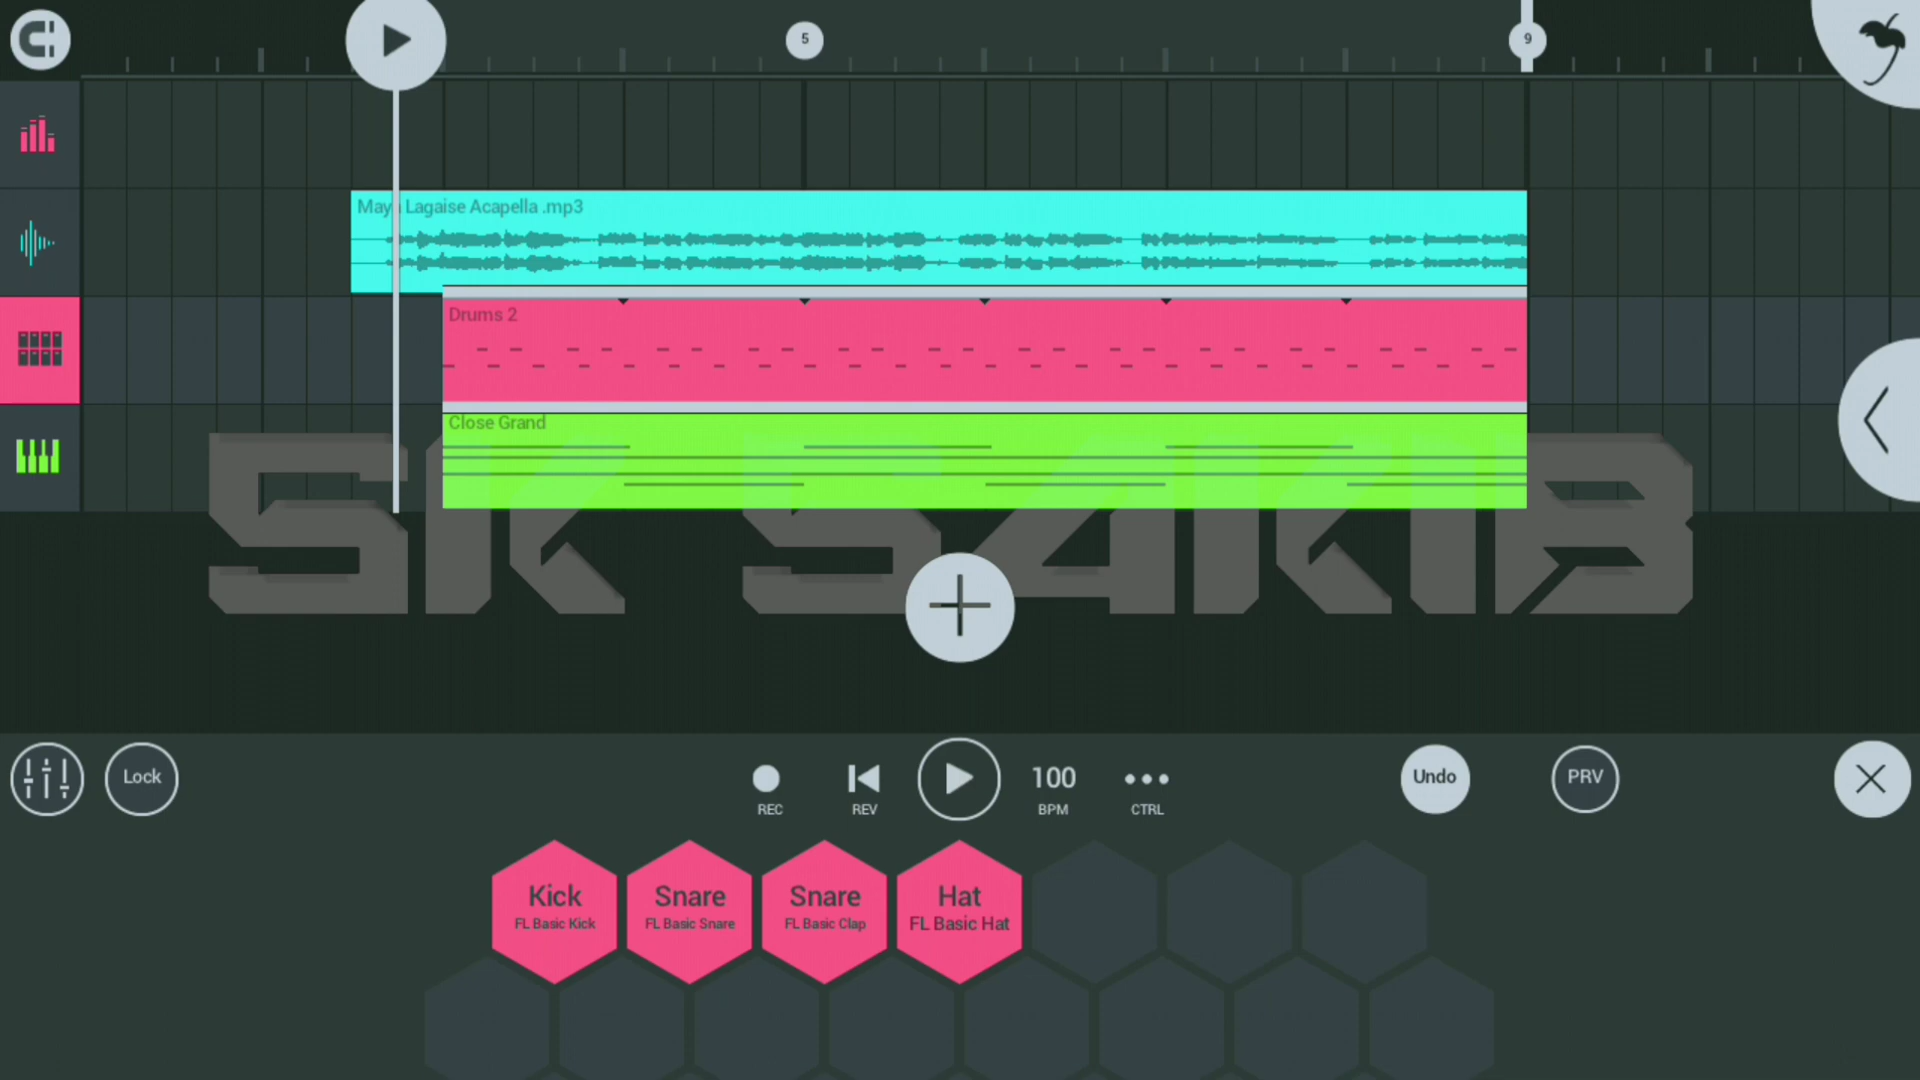 5
9
Maya Lagaise Acapella .mp3
Drums 2
Close Grand
SK SAKIB
Lock
REC
REV
100
BPM
CTRL
Undo
PRV
Kick
FL Basic Kick
Snare
FL Basic Snare
Snare
FL Basic Clap
Hat
FL Basic Hat